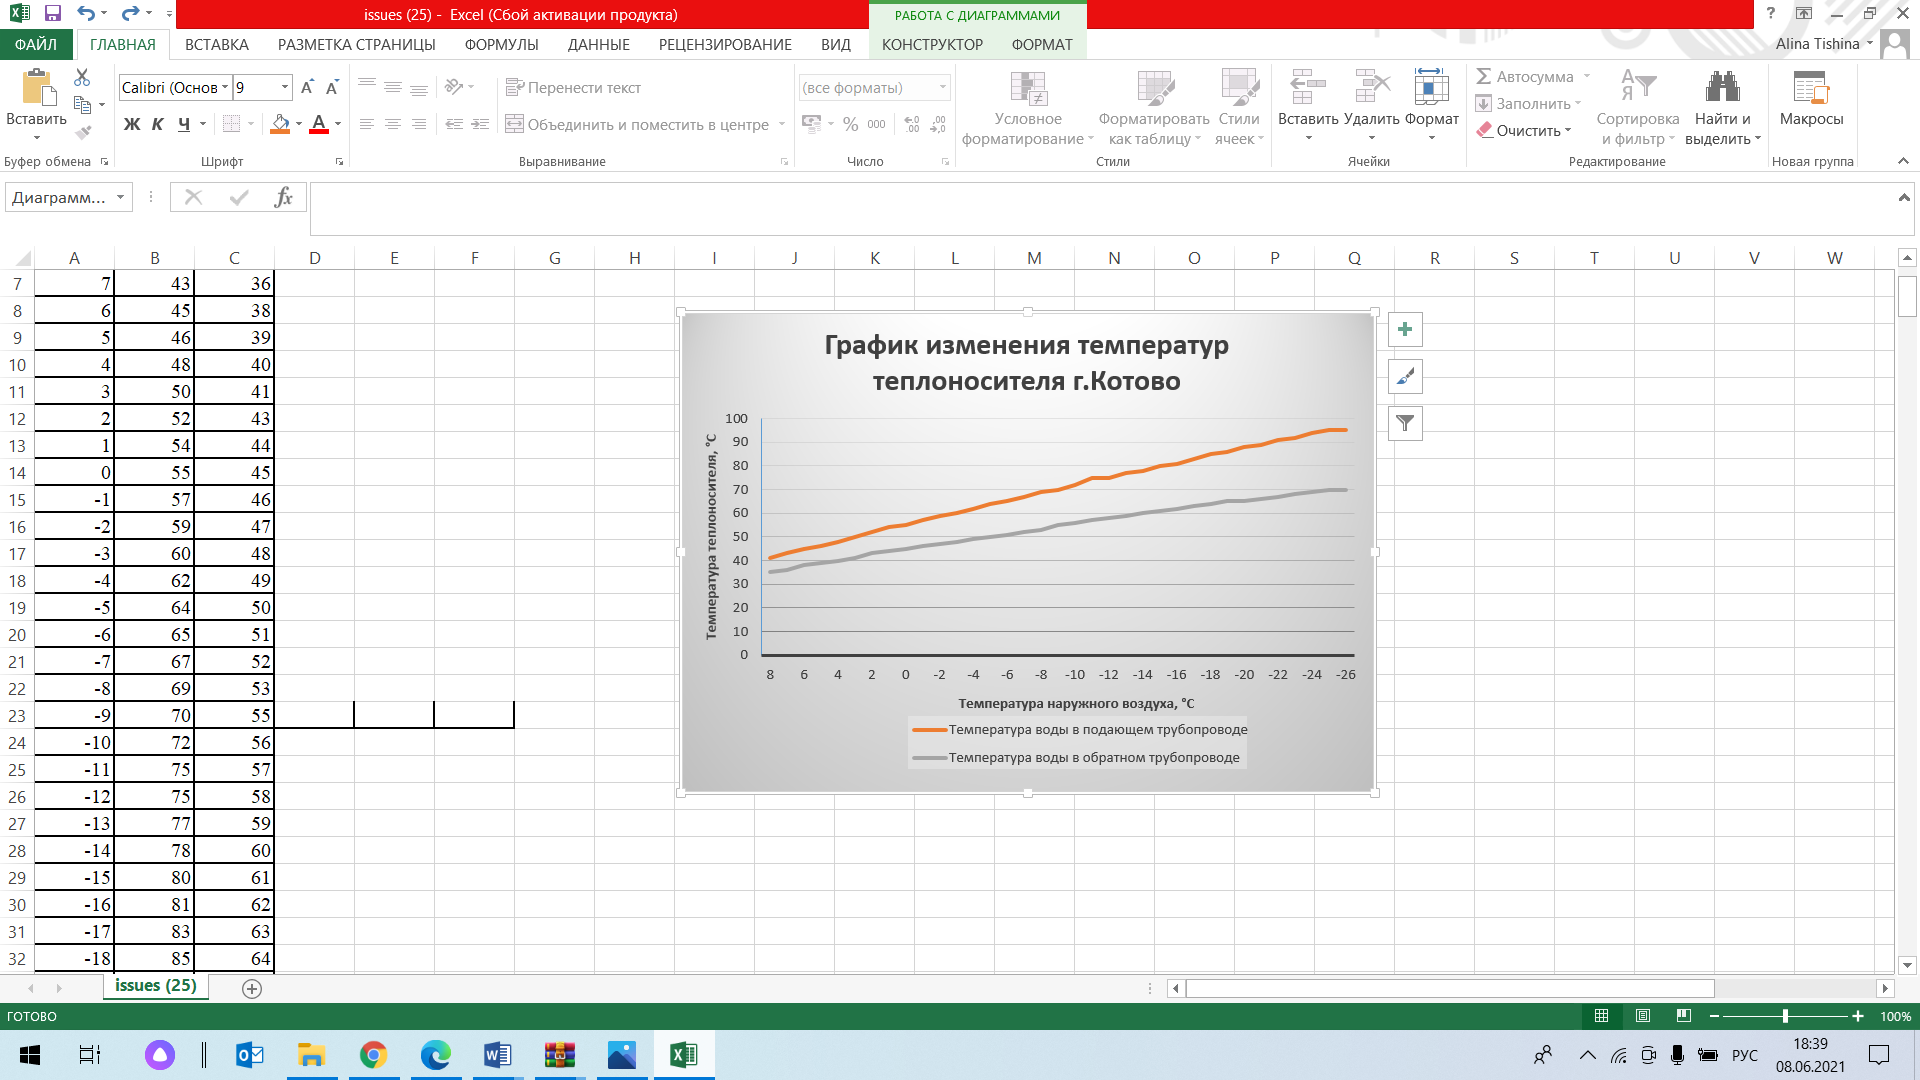 issues (25) - Excel (Сбой активации продукта)
РАБОТА С ДИАГРАММАМИ
?
ФАЙЛ ГЛАВНАЯ ВСТАВКА РАЗМЕТКА СТРАНИЦЫ ФОРМУЛЫ ДАННЫЕ РЕЦЕНЗИРОВАНИЕ ВИД КОНСТРУКТОР ФОРМАТ Alina Tishina
Вставить
Calibri (Основ 9
Ж К Ч
Перенести текст
Объединить и поместить в центре
(все форматы)
% 000
Условное форматирование
Форматировать как таблицу
Стили ячеек
Вставить Удалить Формат
Автосумма
Заполнить
Очистить
Сортировка и фильтр
Найти и выделить
Макросы
Буфер обмена Шрифт Выравнивание Число Стили Ячейки Редактирование Новая группа
Диаграмм... fx
A B C D E F G H I J K L M N O P Q R S T U V W
7 7 43 36
8 6 45 38
9 5 46 39
10 4 48 40
11 3 50 41
12 2 52 43
13 1 54 44
14 0 55 45
15 -1 57 46
16 -2 59 47
17 -3 60 48
18 -4 62 49
19 -5 64 50
20 -6 65 51
21 -7 67 52
22 -8 69 53
23 -9 70 55
24 -10 72 56
25 -11 75 57
26 -12 75 58
27 -13 77 59
28 -14 78 60
29 -15 80 61
30 -16 81 62
31 -17 83 63
32 -18 85 64
График изменения температур
теплоносителя г.Котово
Температура теплоносителя, °С
100
90
80
70
60
50
40
30
20
10
0
8 6 4 2 0 -2 -4 -6 -8 -10 -12 -14 -16 -18 -20 -22 -24 -26
Температура наружного воздуха, °С
Температура воды в подающем трубопроводе
Температура воды в обратном трубопроводе
issues (25)
ГОТОВО 100%
РУС
18:39
08.06.2021